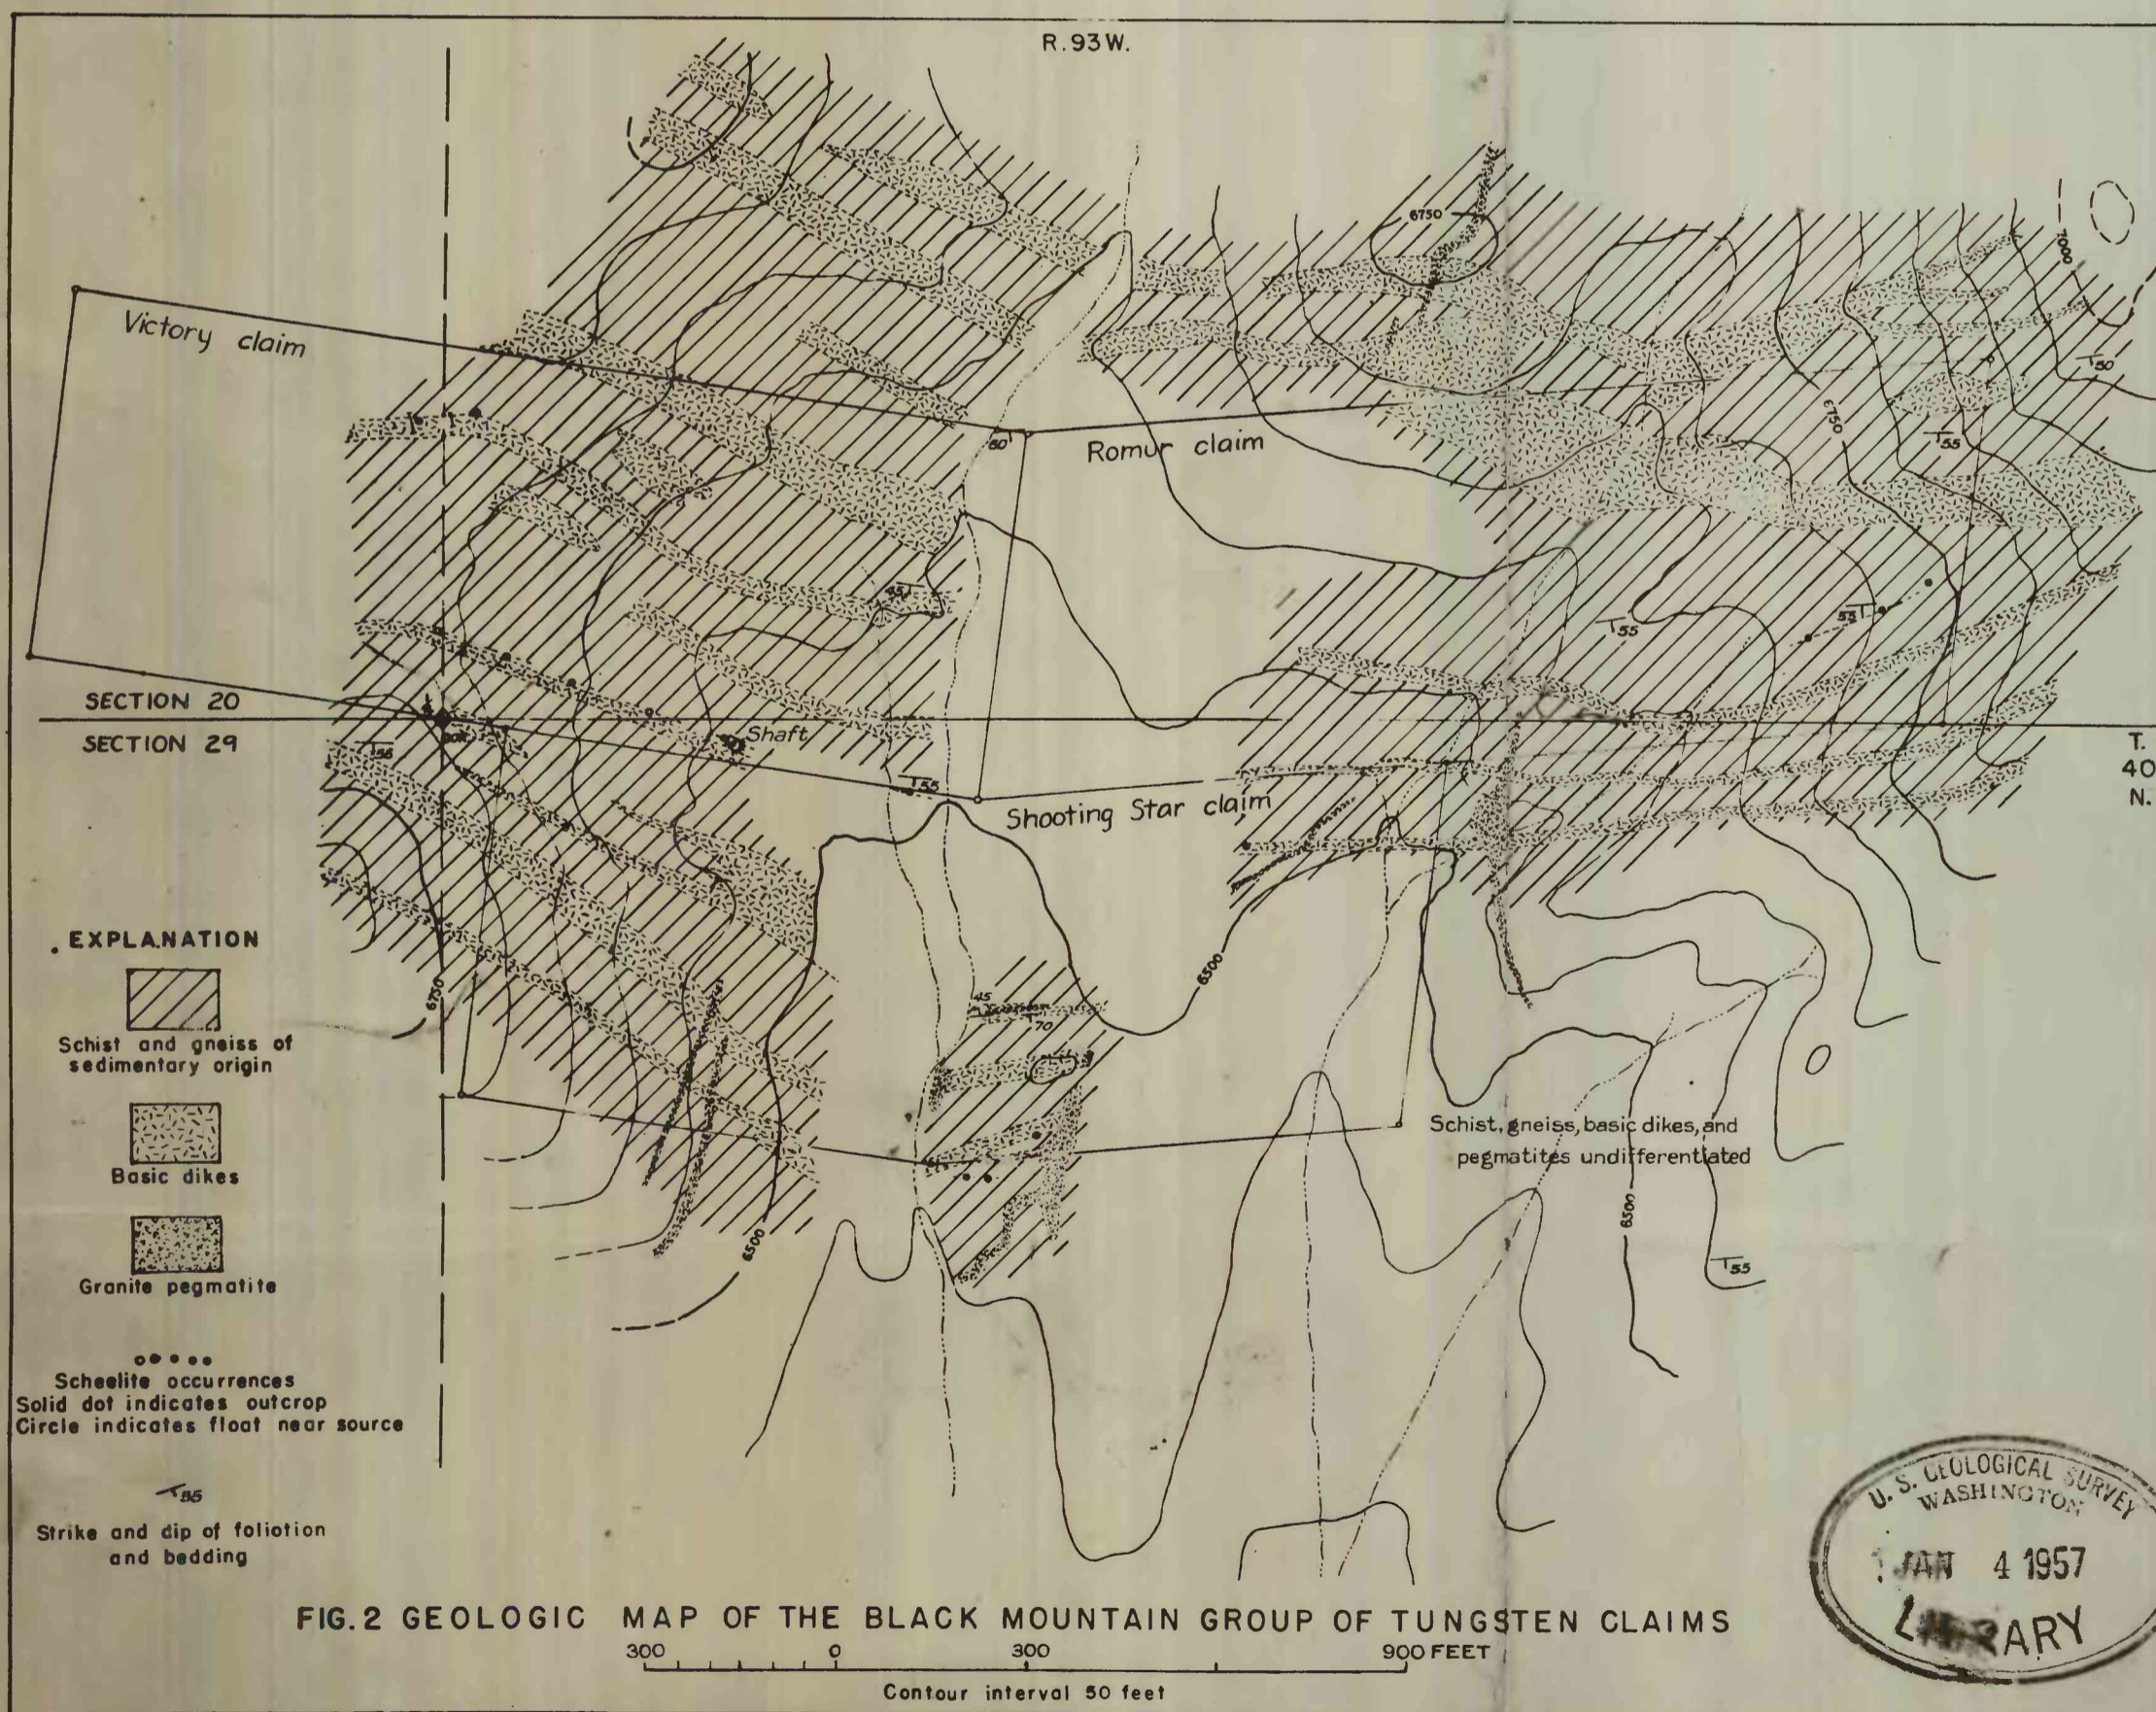 R.93W.
6750
7000
Victory claim
50
6750
60
Romur claim
55
55
55
55
SECTION 20
SECTION 29
Shaft
55
55
T.
40
N.
Shooting Star claim
EXPLANATION
6500
6750
45
70
Schist and gneiss of
sedimentary origin
Schist, gneiss, basic dikes, and
pegmatites undifferentiated
Basic dikes
6500
6500
55
Granite pegmatite
Scheelite occurrences
Solid dot indicates outcrop
Circle indicates float near source
55
Strike and dip of foliotion
and bedding
U. S. GEOLOGICAL SURVEY
WASHINGTON
JAN 4 1957
LIBRARY
FIG. 2 GEOLOGIC MAP OF THE BLACK MOUNTAIN GROUP OF TUNGSTEN CLAIMS
300 0 300 900 FEET
Contour interval 50 feet